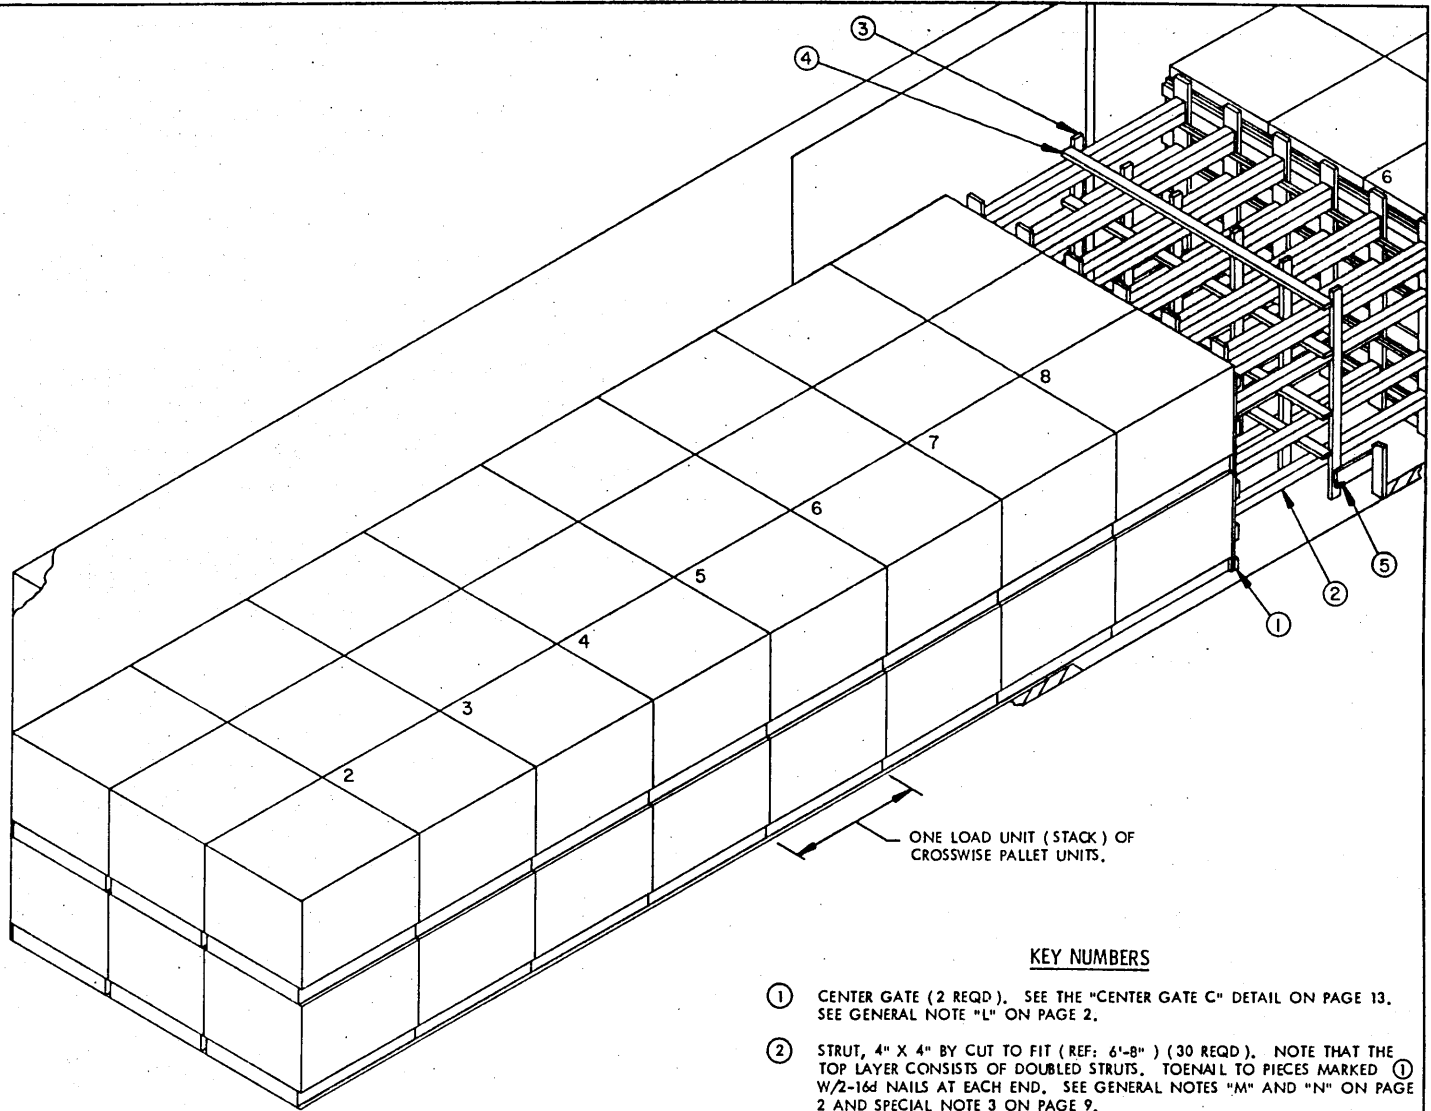 ③
④
6
8
7
6
5
4
3
2
⑤
②
①
ONE LOAD UNIT (STACK) OF
CROSSWISE PALLET UNITS.
KEY NUMBERS
① CENTER GATE (2 REQD). SEE THE "CENTER GATE C" DETAIL ON PAGE 13.
SEE GENERAL NOTE "L" ON PAGE 2.
② STRUT, 4" X 4" BY CUT TO FIT (REF: 6'-8") (30 REQD). NOTE THAT THE
TOP LAYER CONSISTS OF DOUBLED STRUTS. TOENAIL TO PIECES MARKED ①
W/2-16d NAILS AT EACH END. SEE GENERAL NOTES "M" AND "N" ON PAGE
2 AND SPECIAL NOTE 3 ON PAGE 9.